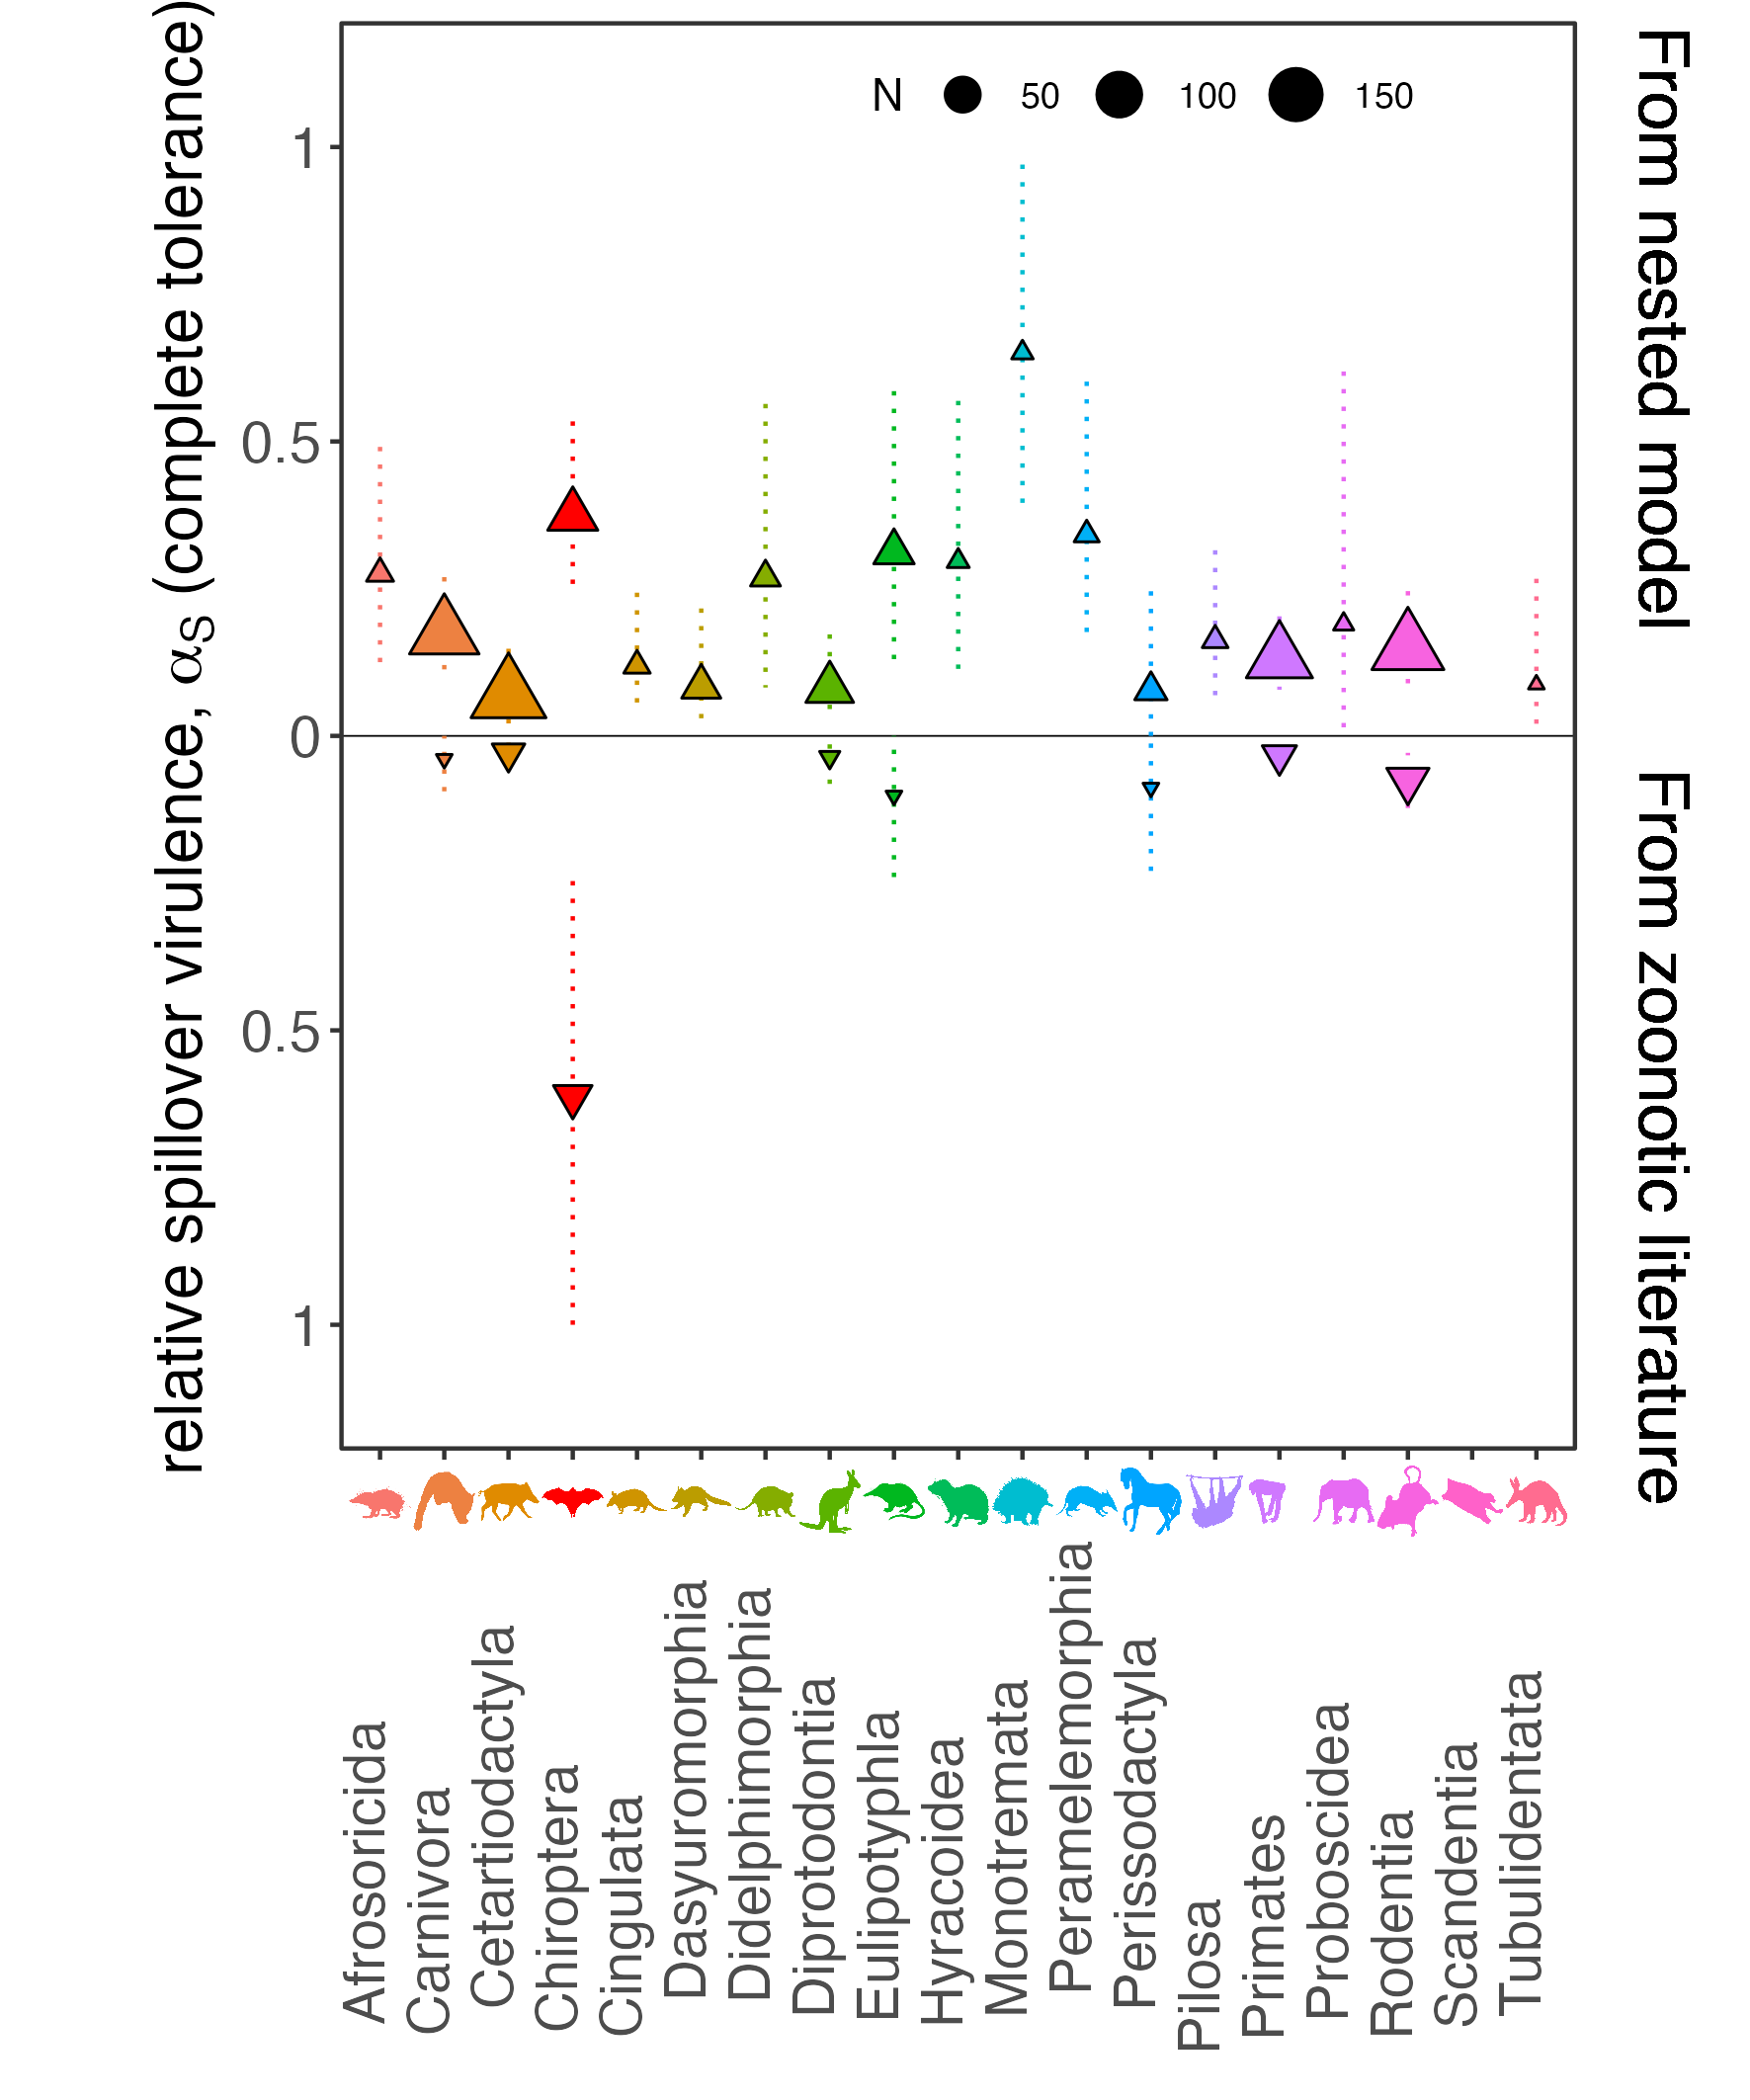 relative spillover virulence, αS (complete tolerance)
1
0.5
0
0.5
1
N 50 100 150
From nested model
From zoonotic literature
Afrosoricida
Carnivora
Cetartiodactyla
Chiroptera
Cingulata
Dasyuromorphia
Didelphimorphia
Diprotodontia
Eulipotyphla
Hyracoidea
Monotremata
Peramelemorphia
Perissodactyla
Pilosa
Primates
Proboscidea
Rodentia
Scandentia
Tubulidentata